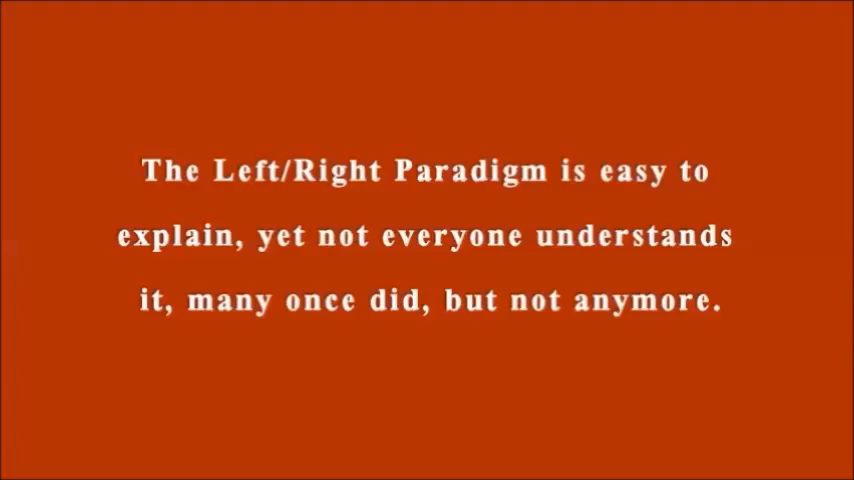 The Left/Right Paradigm is easy to
explain, yet not everyone understands
it, many once did, but not anymore.